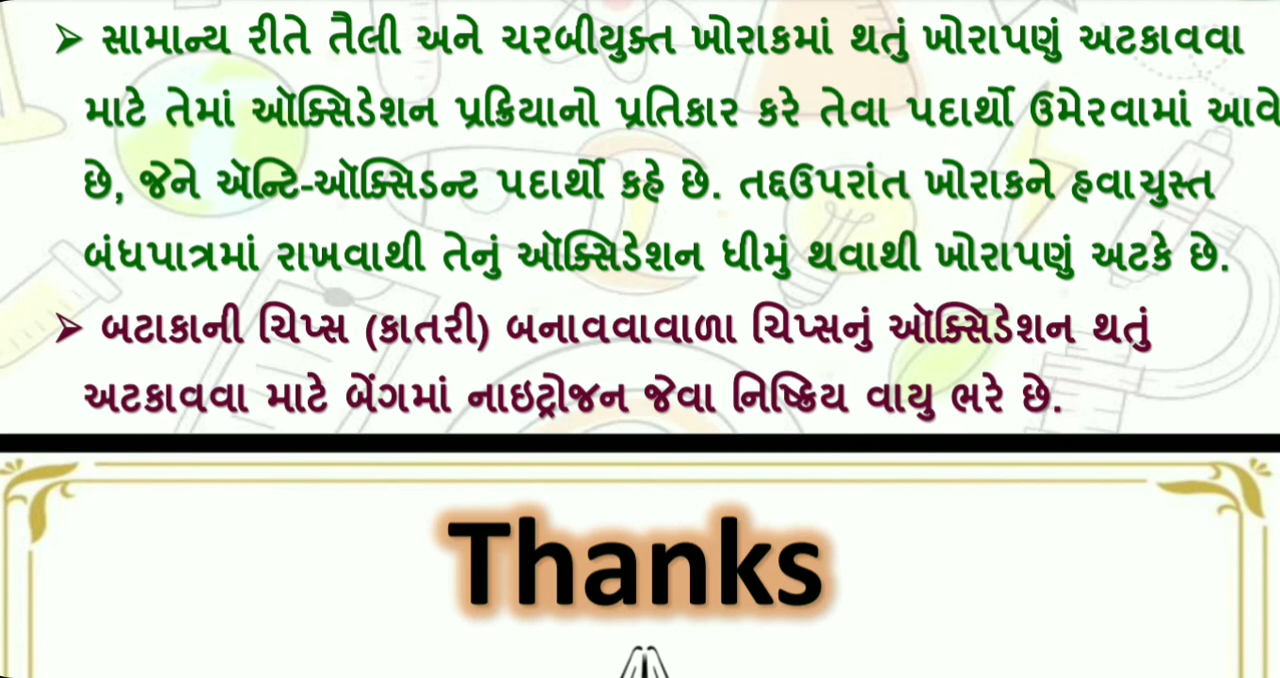 ➢ સામાન્ય રીતે તૈલી અને ચરબીયુક્ત ખોરાકમાં થતું ખોરાપણું અટકાવવા
માટે તેમાં ઑક્સિડેશન પ્રક્રિયાનો પ્રતિકાર કરે તેવા પદાર્થો ઉમેરવામાં આવે
છે, જેને ઍન્ટિ-ઑક્સિડન્ટ પદાર્થો કહે છે. તદ્દઉપરાંત ખોરાકને હવાચુસ્ત
બંધપાત્રમાં રાખવાથી તેનું ઑક્સિડેશન ધીમું થવાથી ખોરાપણું અટકે છે.
➢ બટાકાની ચિપ્સ (કાતરી) બનાવવાવાળા ચિપ્સનું ઑક્સિડેશન થતું
અટકાવવા માટે બેંગમાં નાઇટ્રોજન જેવા નિષ્ક્રિય વાયુ ભરે છે.
Thanks